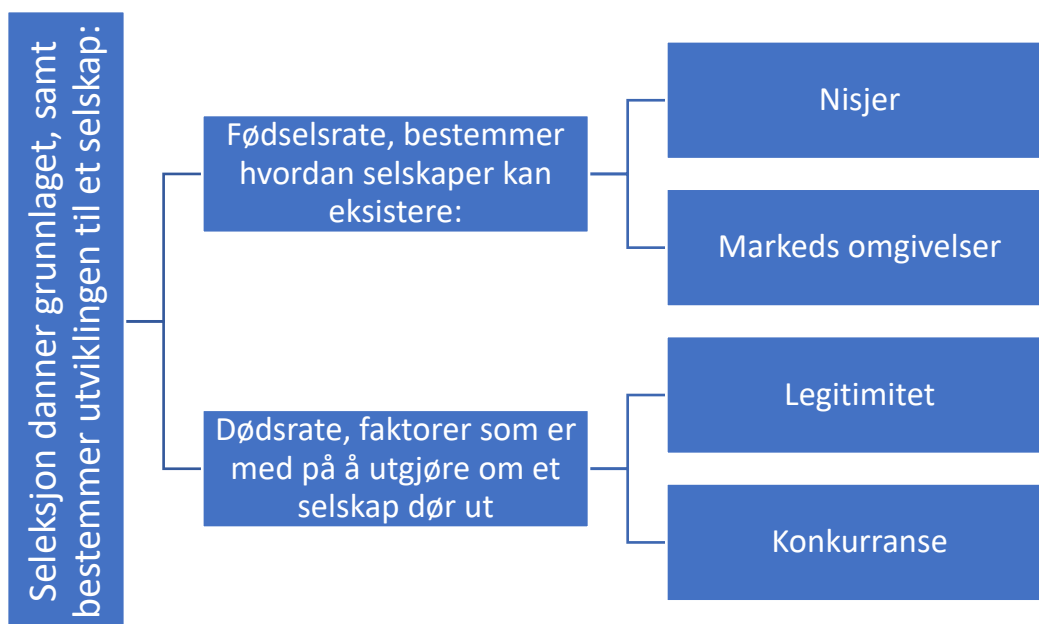 Seleksjon danner grunnlaget, samt
bestemmer utviklingen til et selskap:
Fødselsrate, bestemmer
hvordan selskaper kan
eksistere:
Nisjer
Markeds omgivelser
Dødsrate, faktorer som er
med på å utgjøre om et
selskap dør ut
Legitimitet
Konkurranse